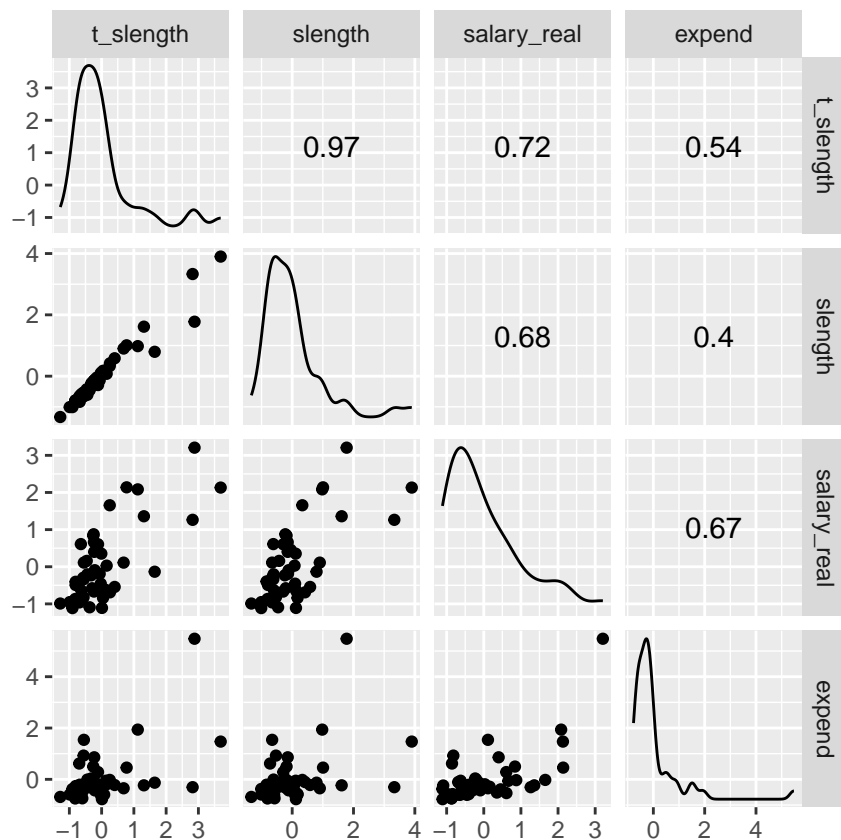 t_slength slength salary_real expend
3
2
1
0
−1
0.97 0.72 0.54
t_slength
4
2
0
0.68 0.4
slength
3
2
1
0
−1
0.67
salary_real
4
2
0
expend
−1 0 1 2 3 0 2 4 −1 0 1 2 3 0 2 4